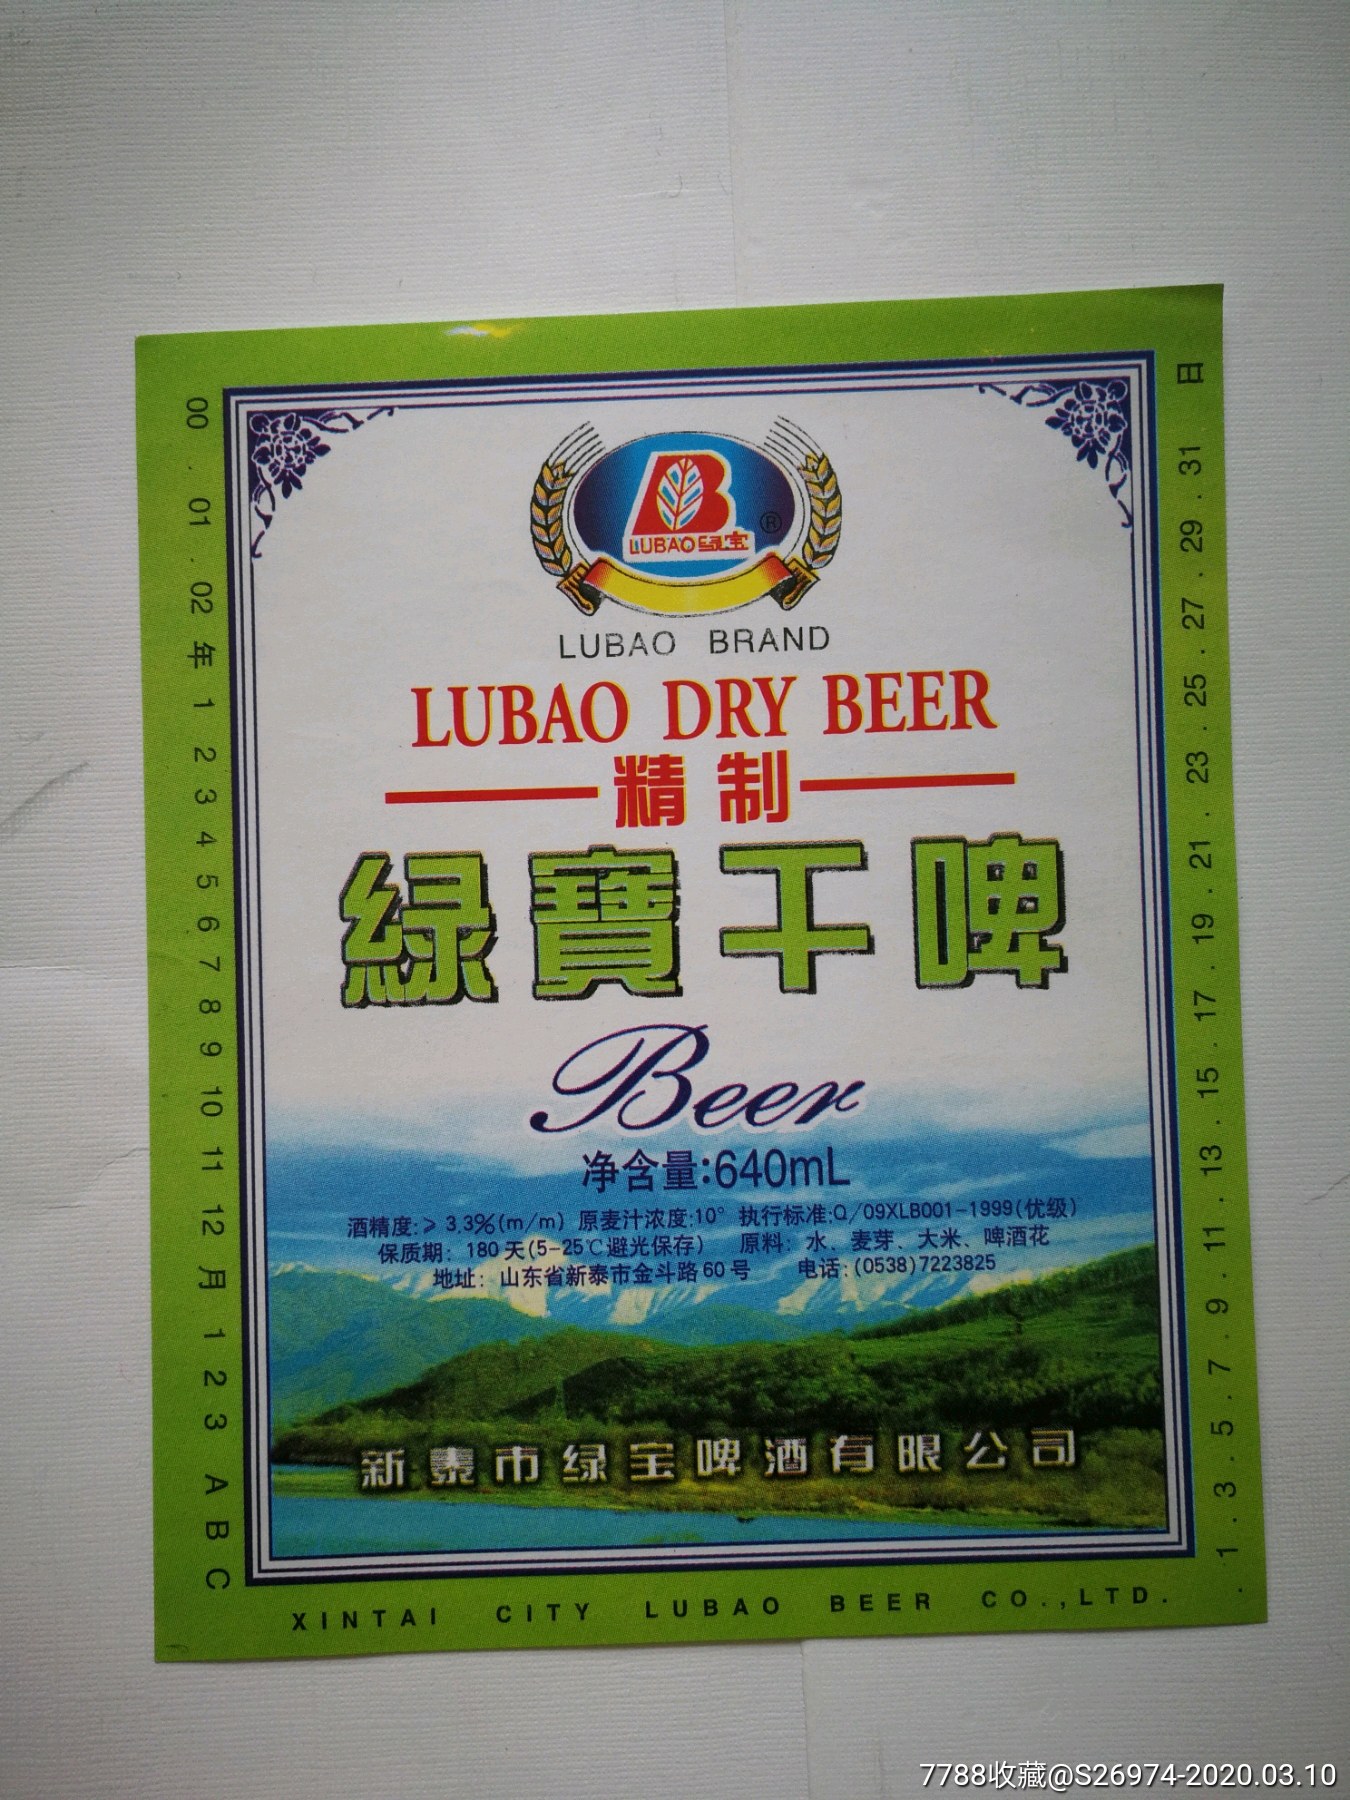 LUBAO绿宝 ®
LUBAO BRAND
LUBAO DRY BEER
精制
緑寶干啤
Beer
净含量:640mL
酒精度:≥3.3%(m/m) 原麦汁浓度:10° 执行标准:Q/09XLB001-1999(优级)
保质期: 180天(5-25℃避光保存) 原料: 水、麦芽、大米、啤酒花
地址: 山东省新泰市金斗路60号 电话:(0538)7223825
新泰市绿宝啤酒有限公司
XINTAI CITY LUBAO BEER CO.,LTD.
00.01.02年1 2 3 4 5 6 7 8 9 10 11 12月1 2 3 A B C
.1.3.5.7.9.11.13.15.17.19.21.23.25.27.29.31日
7788收藏@S26974-2020.03.10